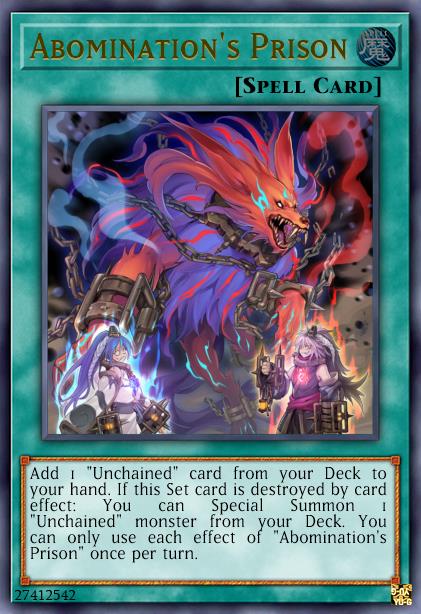 Abomination's Prison
[Spell Card]
Add 1 "Unchained" card from your Deck to
your hand. If this Set card is destroyed by card
effect: You can Special Summon 1
"Unchained" monster from your Deck. You
can only use each effect of "Abomination's
Prison" once per turn.
27412542